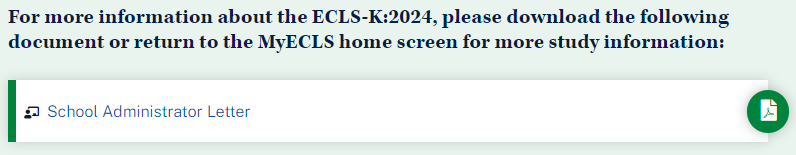 For more information about the ECLS-K:2024, please download the following
document or return to the MyECLS home screen for more study information:
School Administrator Letter